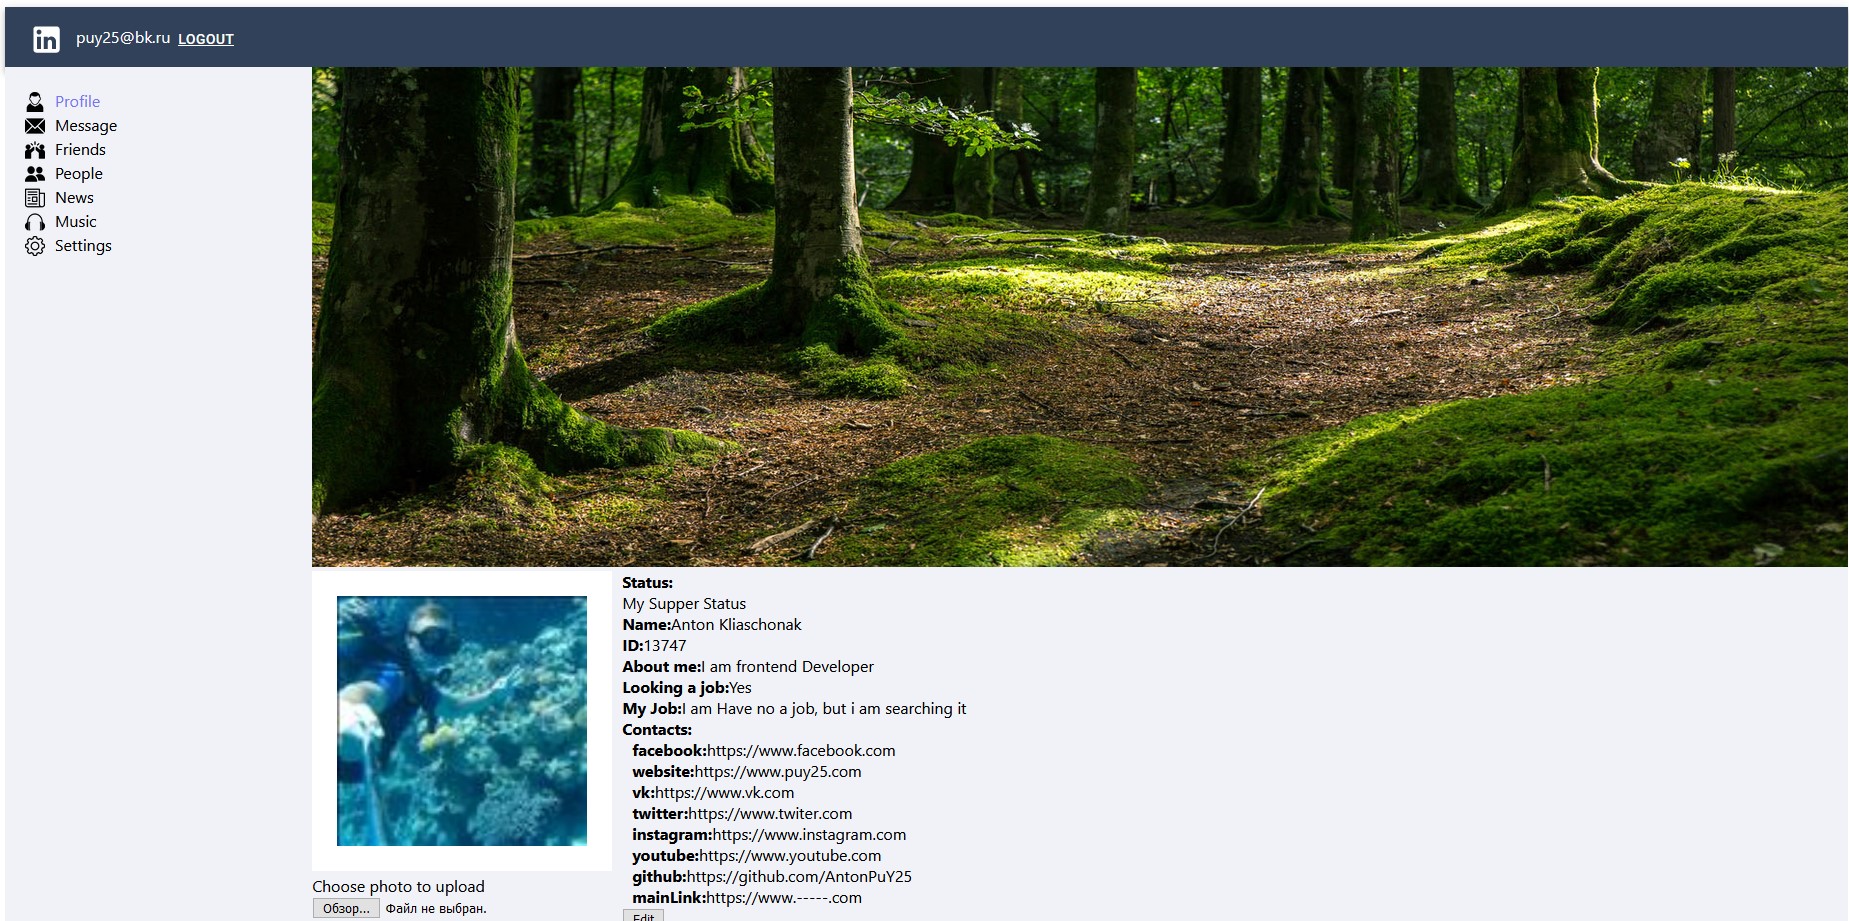 in puy25@bk.ru LOGOUT
Profile
Message
Friends
People
News
Music
Settings
Status:
My Supper Status
Name:Anton Kliaschonak
ID:13747
About me:I am frontend Developer
Looking a job:Yes
My Job:I am Have no a job, but i am searching it
Contacts:
facebook:https://www.facebook.com
website:https://www.puy25.com
vk:https://www.vk.com
twitter:https://www.twiter.com
instagram:https://www.instagram.com
youtube:https://www.youtube.com
github:https://github.com/AntonPuY25
mainLink:https://www.-----.com
Edit
Choose photo to upload
Обзор... Файл не выбран.